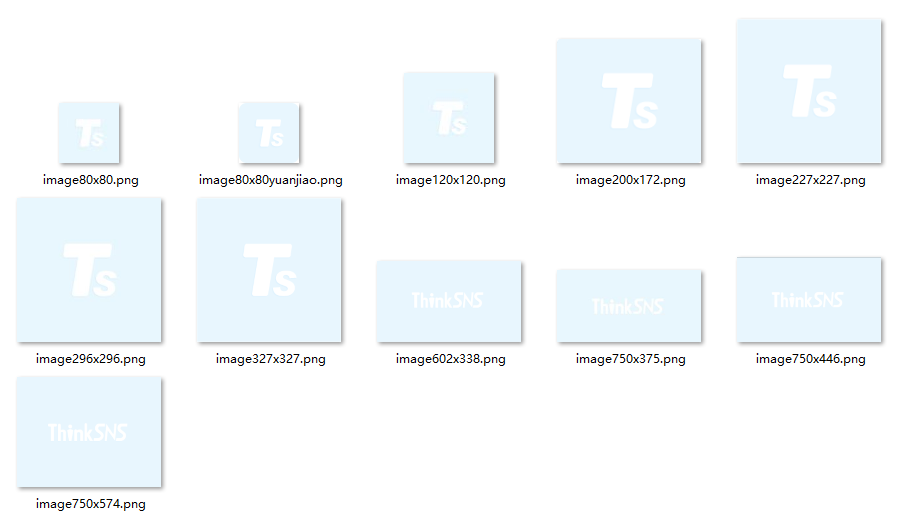 Ts
Ts
Ts
Ts
Ts
image80x80.png
image80x80yuanjiao.png
image120x120.png
image200x172.png
image227x227.png
Ts
Ts
ThinkSNS
ThinkSNS
ThinkSNS
image296x296.png
image327x327.png
image602x338.png
image750x375.png
image750x446.png
ThinkSNS
image750x574.png